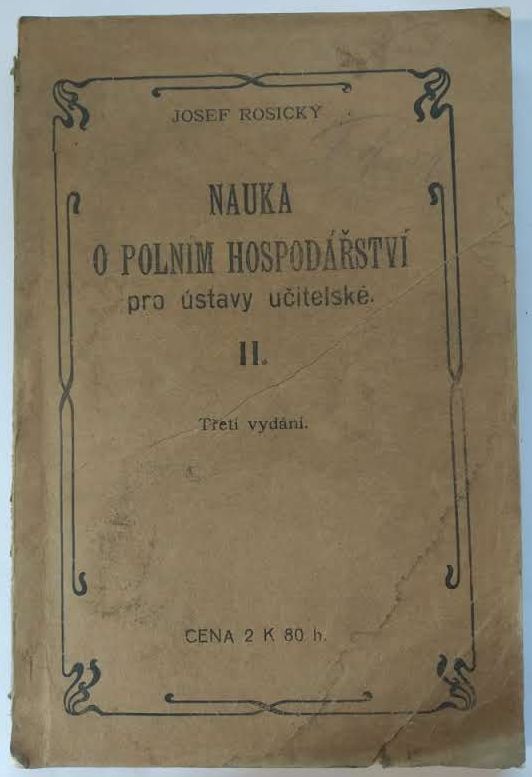 JOSEF ROSICKÝ
NAUKA
O POLNÍM HOSPODÁŘSTVÍ
pro ústavy učitelské.
II.
Třetí vydání.
CENA 2 K 80 h.